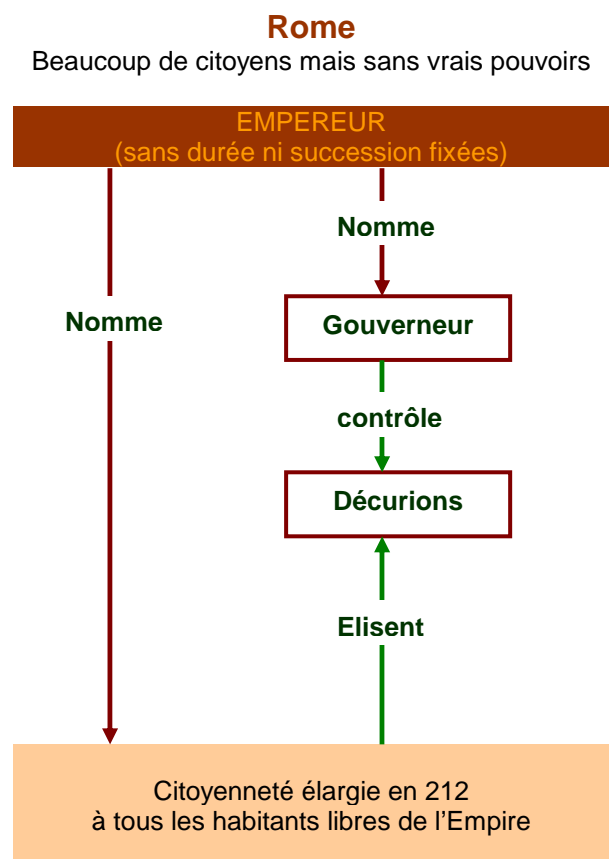 Rome
Beaucoup de citoyens mais sans vrais pouvoirs
EMPEREUR
(sans durée ni succession fixées)
Nomme
Nomme
Gouverneur
contrôle
Décurions
Elisent
Citoyenneté élargie en 212
à tous les habitants libres de l’Empire